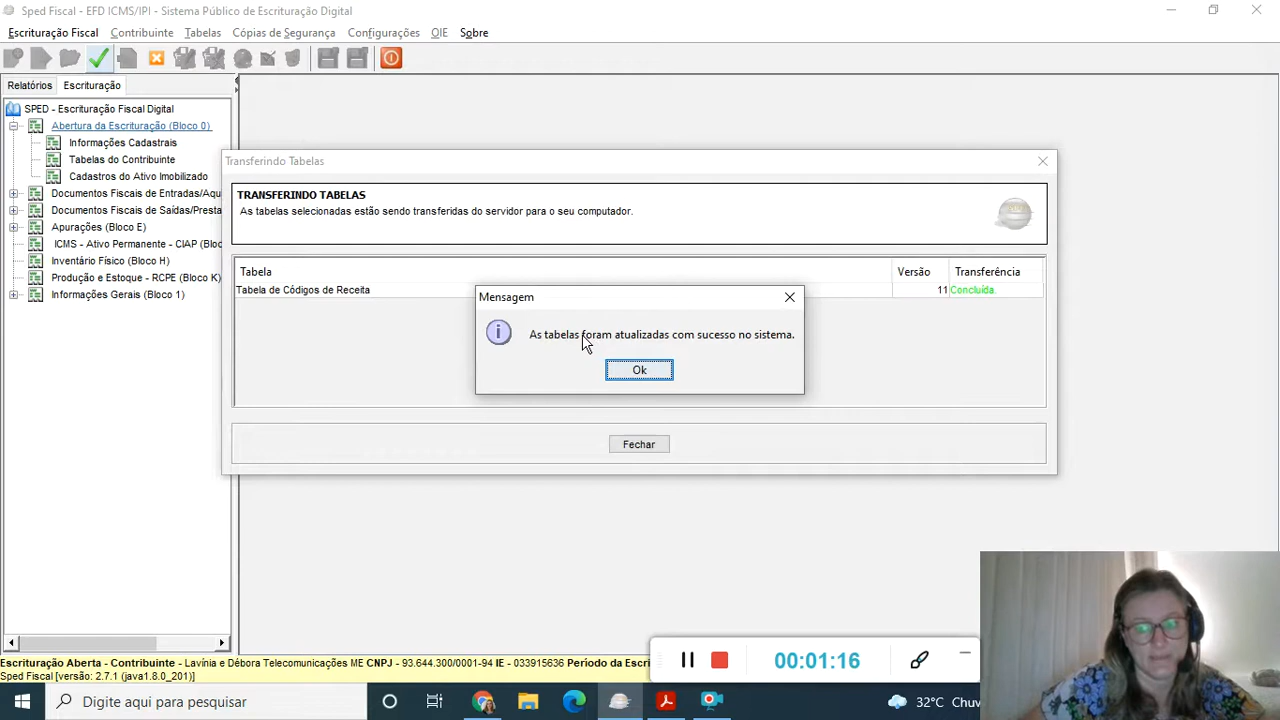 Sped Fiscal - EFD ICMS/IPI - Sistema Público de Escrituração Digital
Escrituração Fiscal Contribuinte Tabelas Cópias de Segurança Configurações OIE Sobre
Relatórios Escrituração
SPED - Escrituração Fiscal Digital
Abertura da Escrituração (Bloco 0)
Informações Cadastrais
Tabelas do Contribuinte
Cadastros do Ativo Imobilizado
Documentos Fiscais de Entradas/Aqu
Documentos Fiscais de Saídas/Presta
Apurações (Bloco E)
ICMS - Ativo Permanente - CIAP (Bloc
Inventário Físico (Bloco H)
Produção e Estoque - RCPE (Bloco K)
Informações Gerais (Bloco 1)
Transferindo Tabelas
TRANSFERINDO TABELAS
As tabelas selecionadas estão sendo transferidas do servidor para o seu computador.
Tabela Versão Transferência
Tabela de Códigos de Receita 11 Concluída.
Mensagem
As tabelas foram atualizadas com sucesso no sistema.
Ok
Fechar
Escrituração Aberta - Contribuinte - Lavínia e Débora Telecomunicações ME CNPJ - 93.644.300/0001-94 IE - 033915636 Período da Escri
Sped Fiscal [versão: 2.7.1 (java1.8.0_201)]
00:01:16
Digite aqui para pesquisar
32°C Chuv